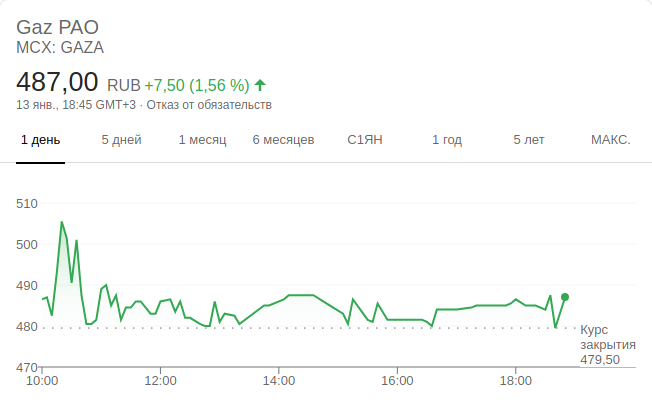 Gaz PAO
MCX: GAZA
487,00 RUB +7,50 (1,56 %)
13 янв., 18:45 GMT+3 · Отказ от обязательств
1 день 5 дней 1 месяц 6 месяцев С1ЯН 1 год 5 лет МАКС.
510
500
490
480
470
Курс
закрытия
479,50
10:00 12:00 14:00 16:00 18:00